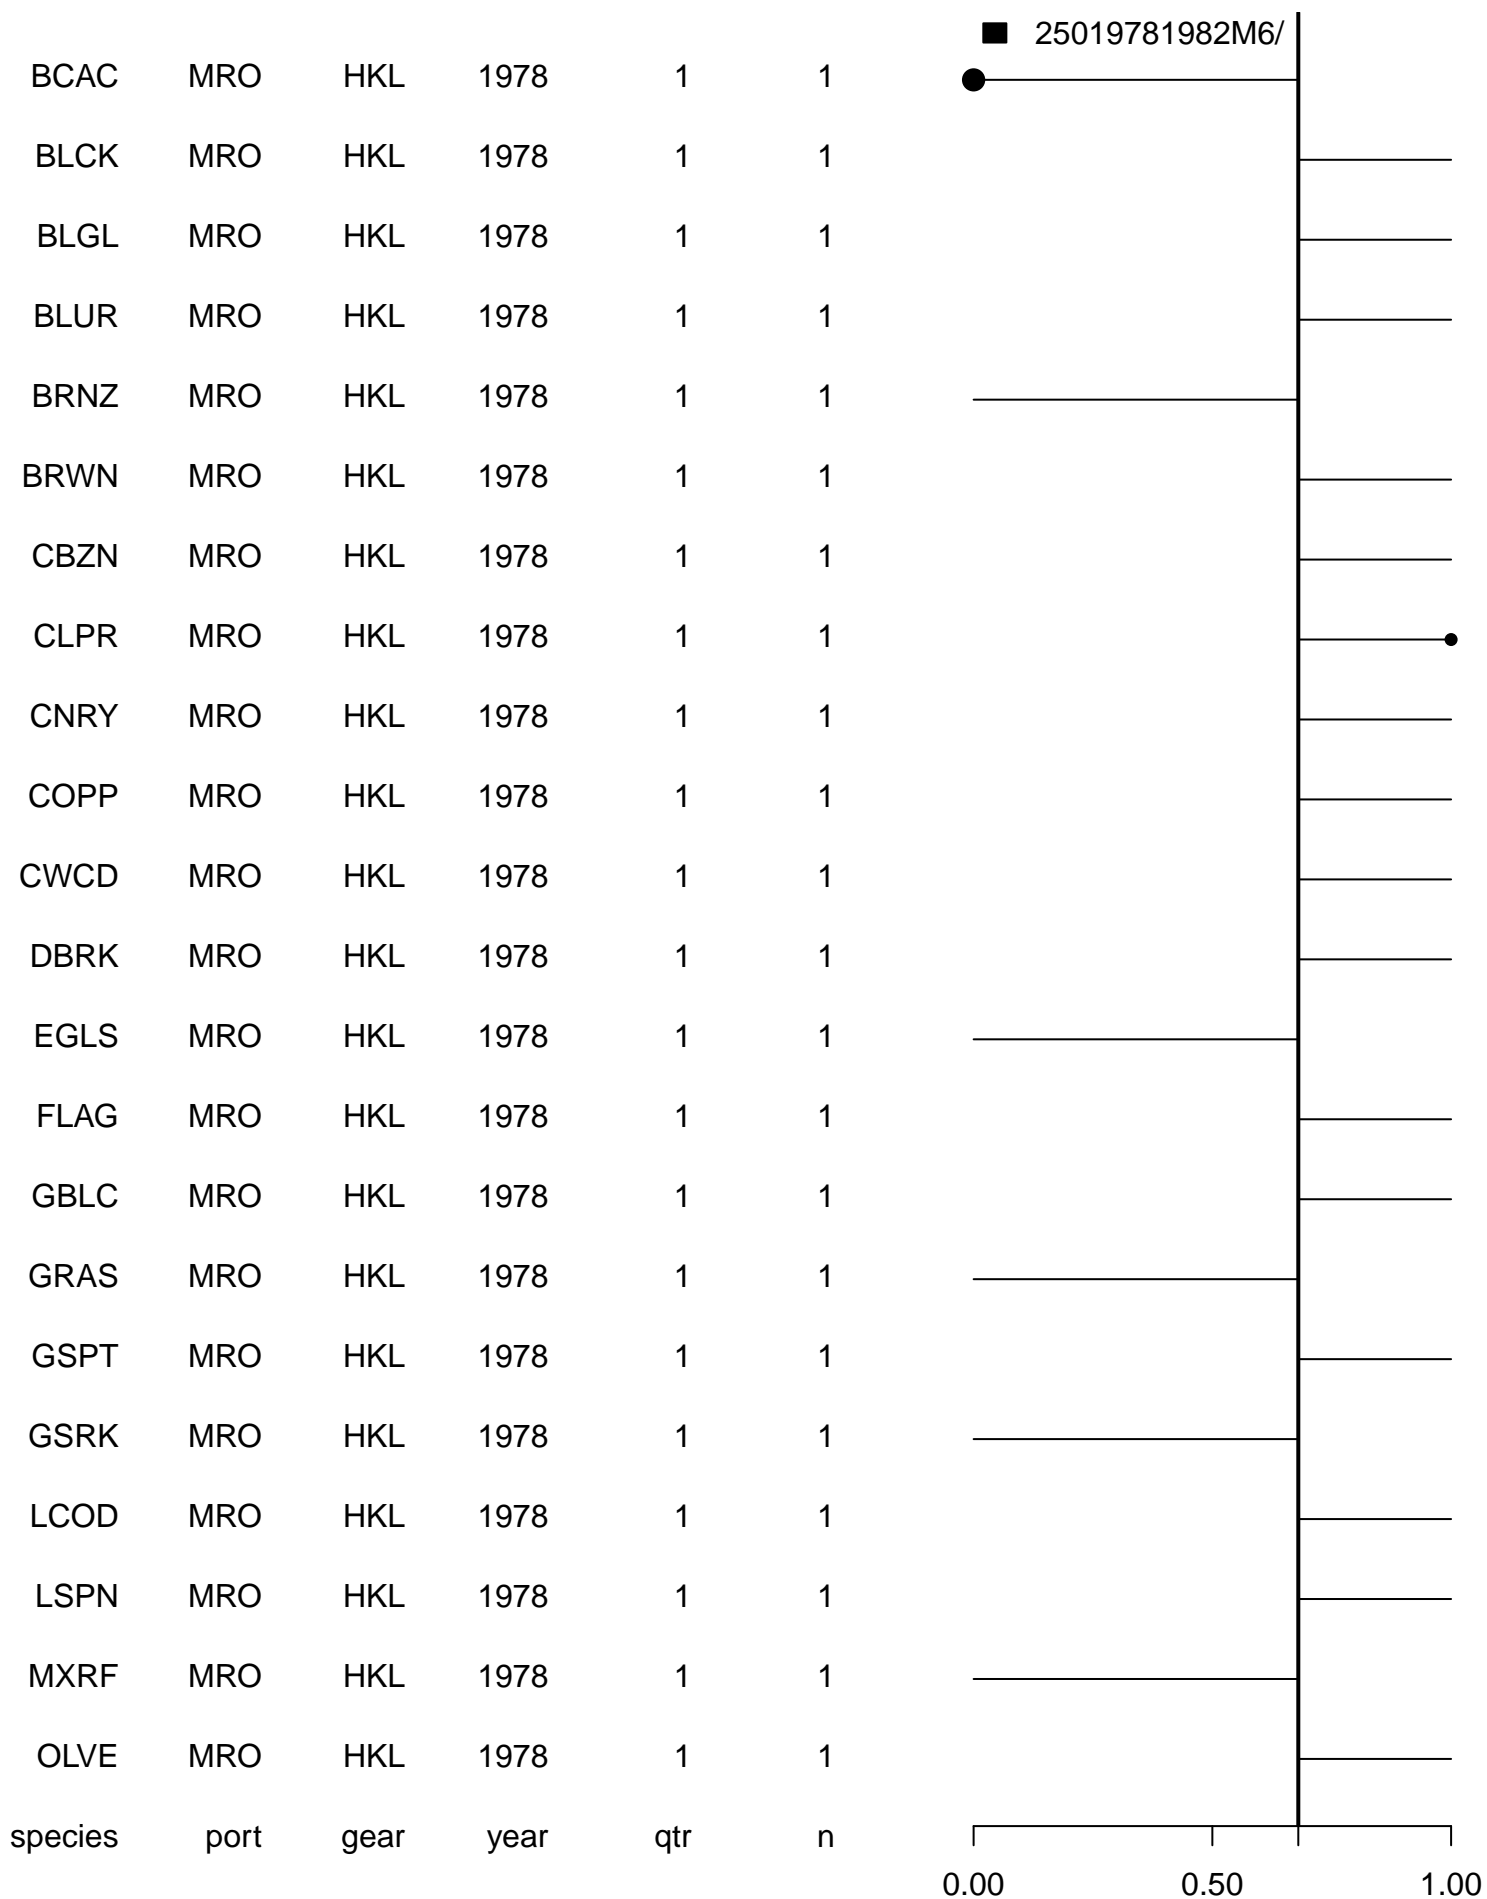 25019781982M6/
BCAC MRO HKL 1978 1 1
BLCK MRO HKL 1978 1 1
BLGL MRO HKL 1978 1 1
BLUR MRO HKL 1978 1 1
BRNZ MRO HKL 1978 1 1
BRWN MRO HKL 1978 1 1
CBZN MRO HKL 1978 1 1
CLPR MRO HKL 1978 1 1
CNRY MRO HKL 1978 1 1
COPP MRO HKL 1978 1 1
CWCD MRO HKL 1978 1 1
DBRK MRO HKL 1978 1 1
EGLS MRO HKL 1978 1 1
FLAG MRO HKL 1978 1 1
GBLC MRO HKL 1978 1 1
GRAS MRO HKL 1978 1 1
GSPT MRO HKL 1978 1 1
GSRK MRO HKL 1978 1 1
LCOD MRO HKL 1978 1 1
LSPN MRO HKL 1978 1 1
MXRF MRO HKL 1978 1 1
OLVE MRO HKL 1978 1 1
species port gear year qtr n
0.00 0.50 1.00